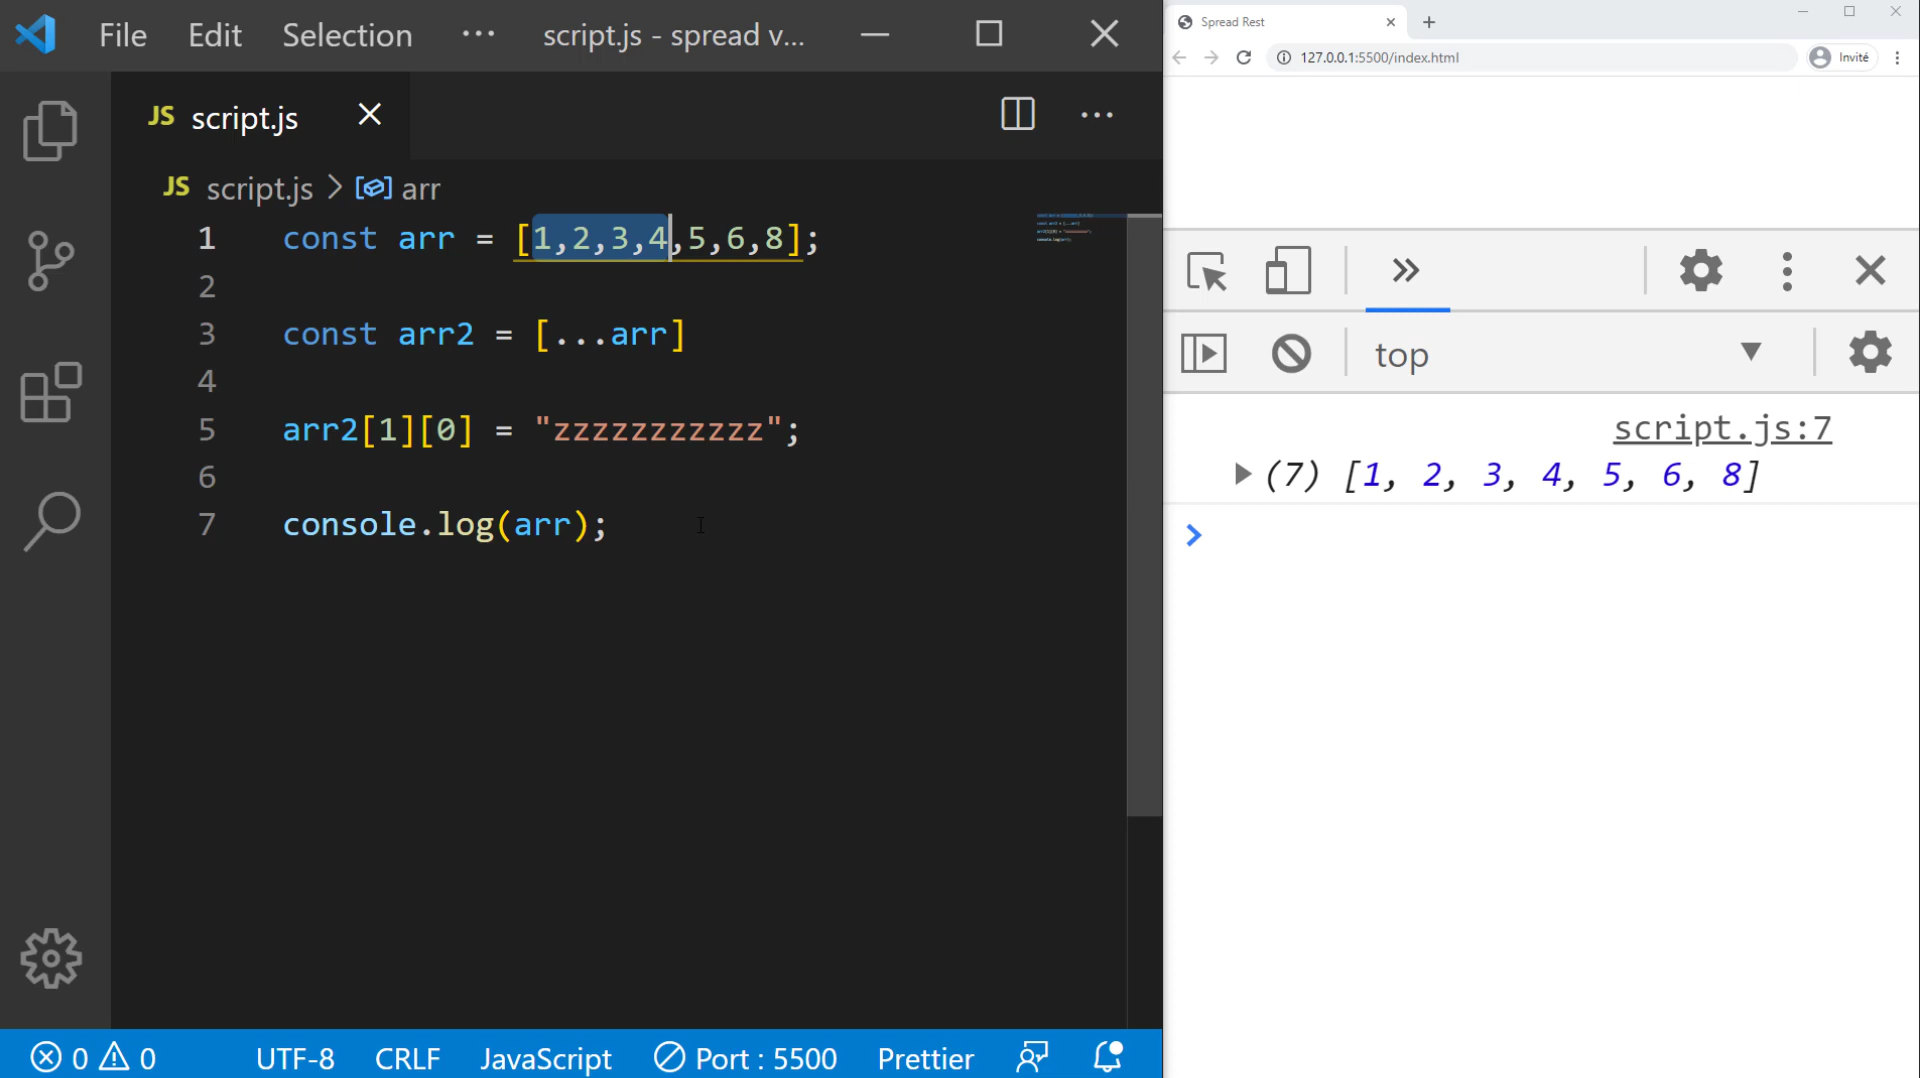 File Edit Selection ··· script.js - spread v...
JS script.js
JS script.js > arr
1 const arr = [1,2,3,4,5,6,8];
2
3 const arr2 = [...arr]
4
5 arr2[1][0] = "zzzzzzzzzzz";
6
7 console.log(arr);
0 0 UTF-8 CRLF JavaScript Port : 5500 Prettier
Spread Rest
127.0.0.1:5500/index.html Invité
top
script.js:7
(7) [1, 2, 3, 4, 5, 6, 8]